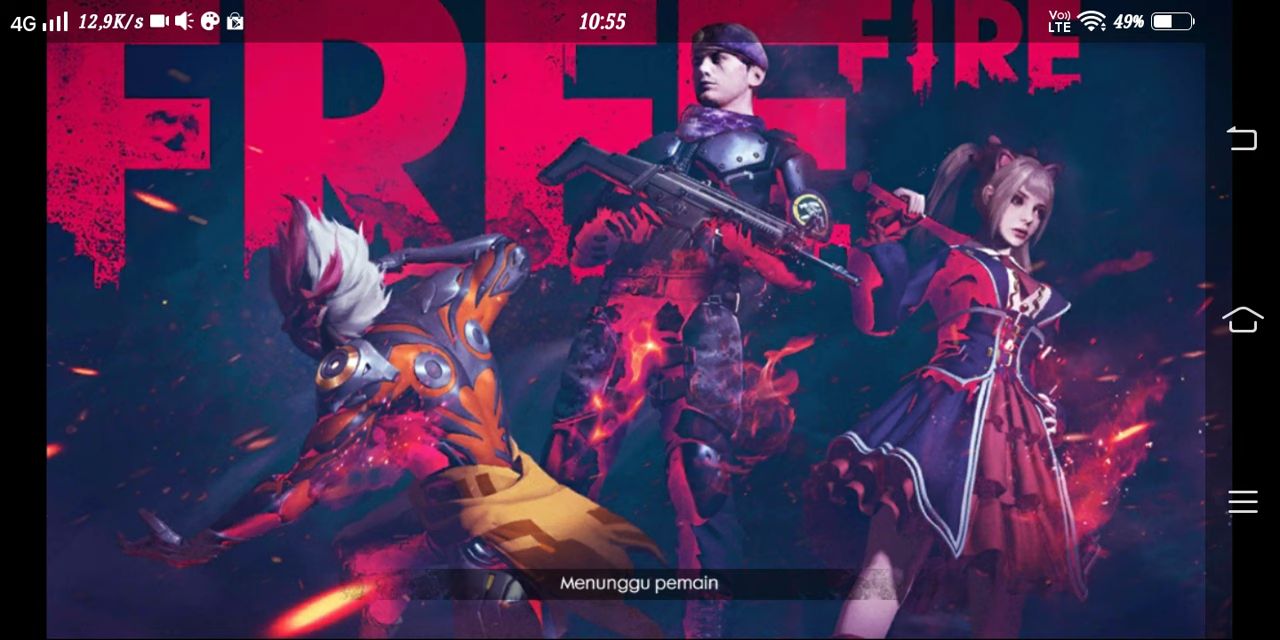 4G 12,9K/s
10:55
Vo))
LTE
49%
FREE
FIRE
Menunggu pemain